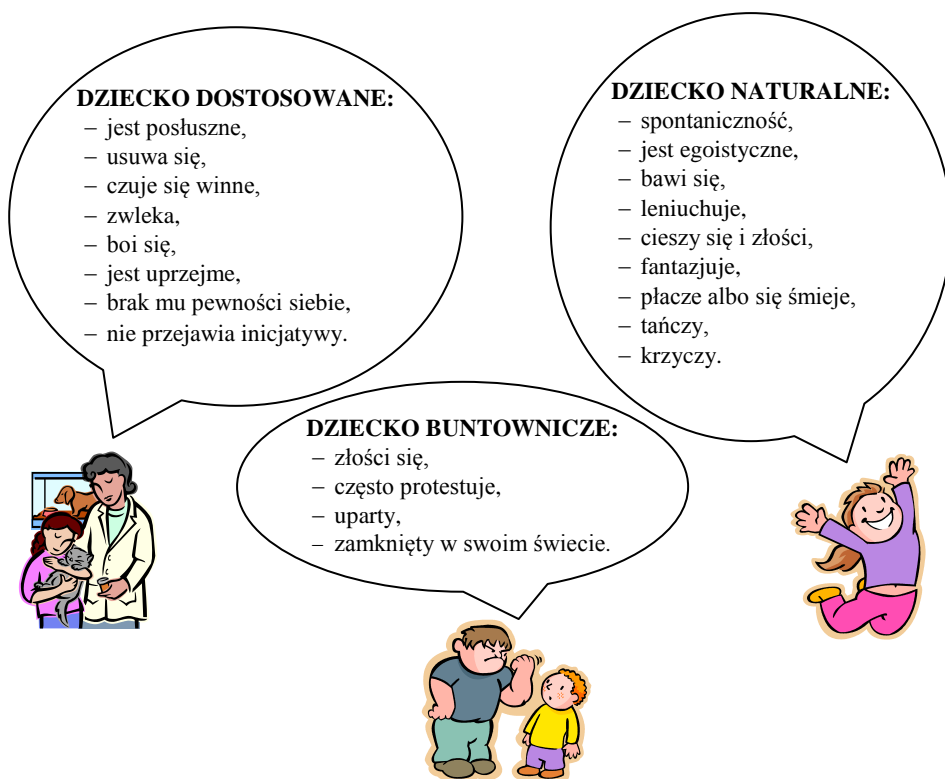 DZIECKO DOSTOSOWANE:
– jest posłuszne,
– usuwa się,
– czuje się winne,
– zwleka,
– boi się,
– jest uprzejme,
– brak mu pewności siebie,
– nie przejawia inicjatywy.
DZIECKO NATURALNE:
– spontaniczność,
– jest egoistyczne,
– bawi się,
– leniuchuje,
– cieszy się i złości,
– fantazjuje,
– płacze albo się śmieje,
– tańczy,
– krzyczy.
DZIECKO BUNTOWNICZE:
– złości się,
– często protestuje,
– uparty,
– zamknięty w swoim świecie.